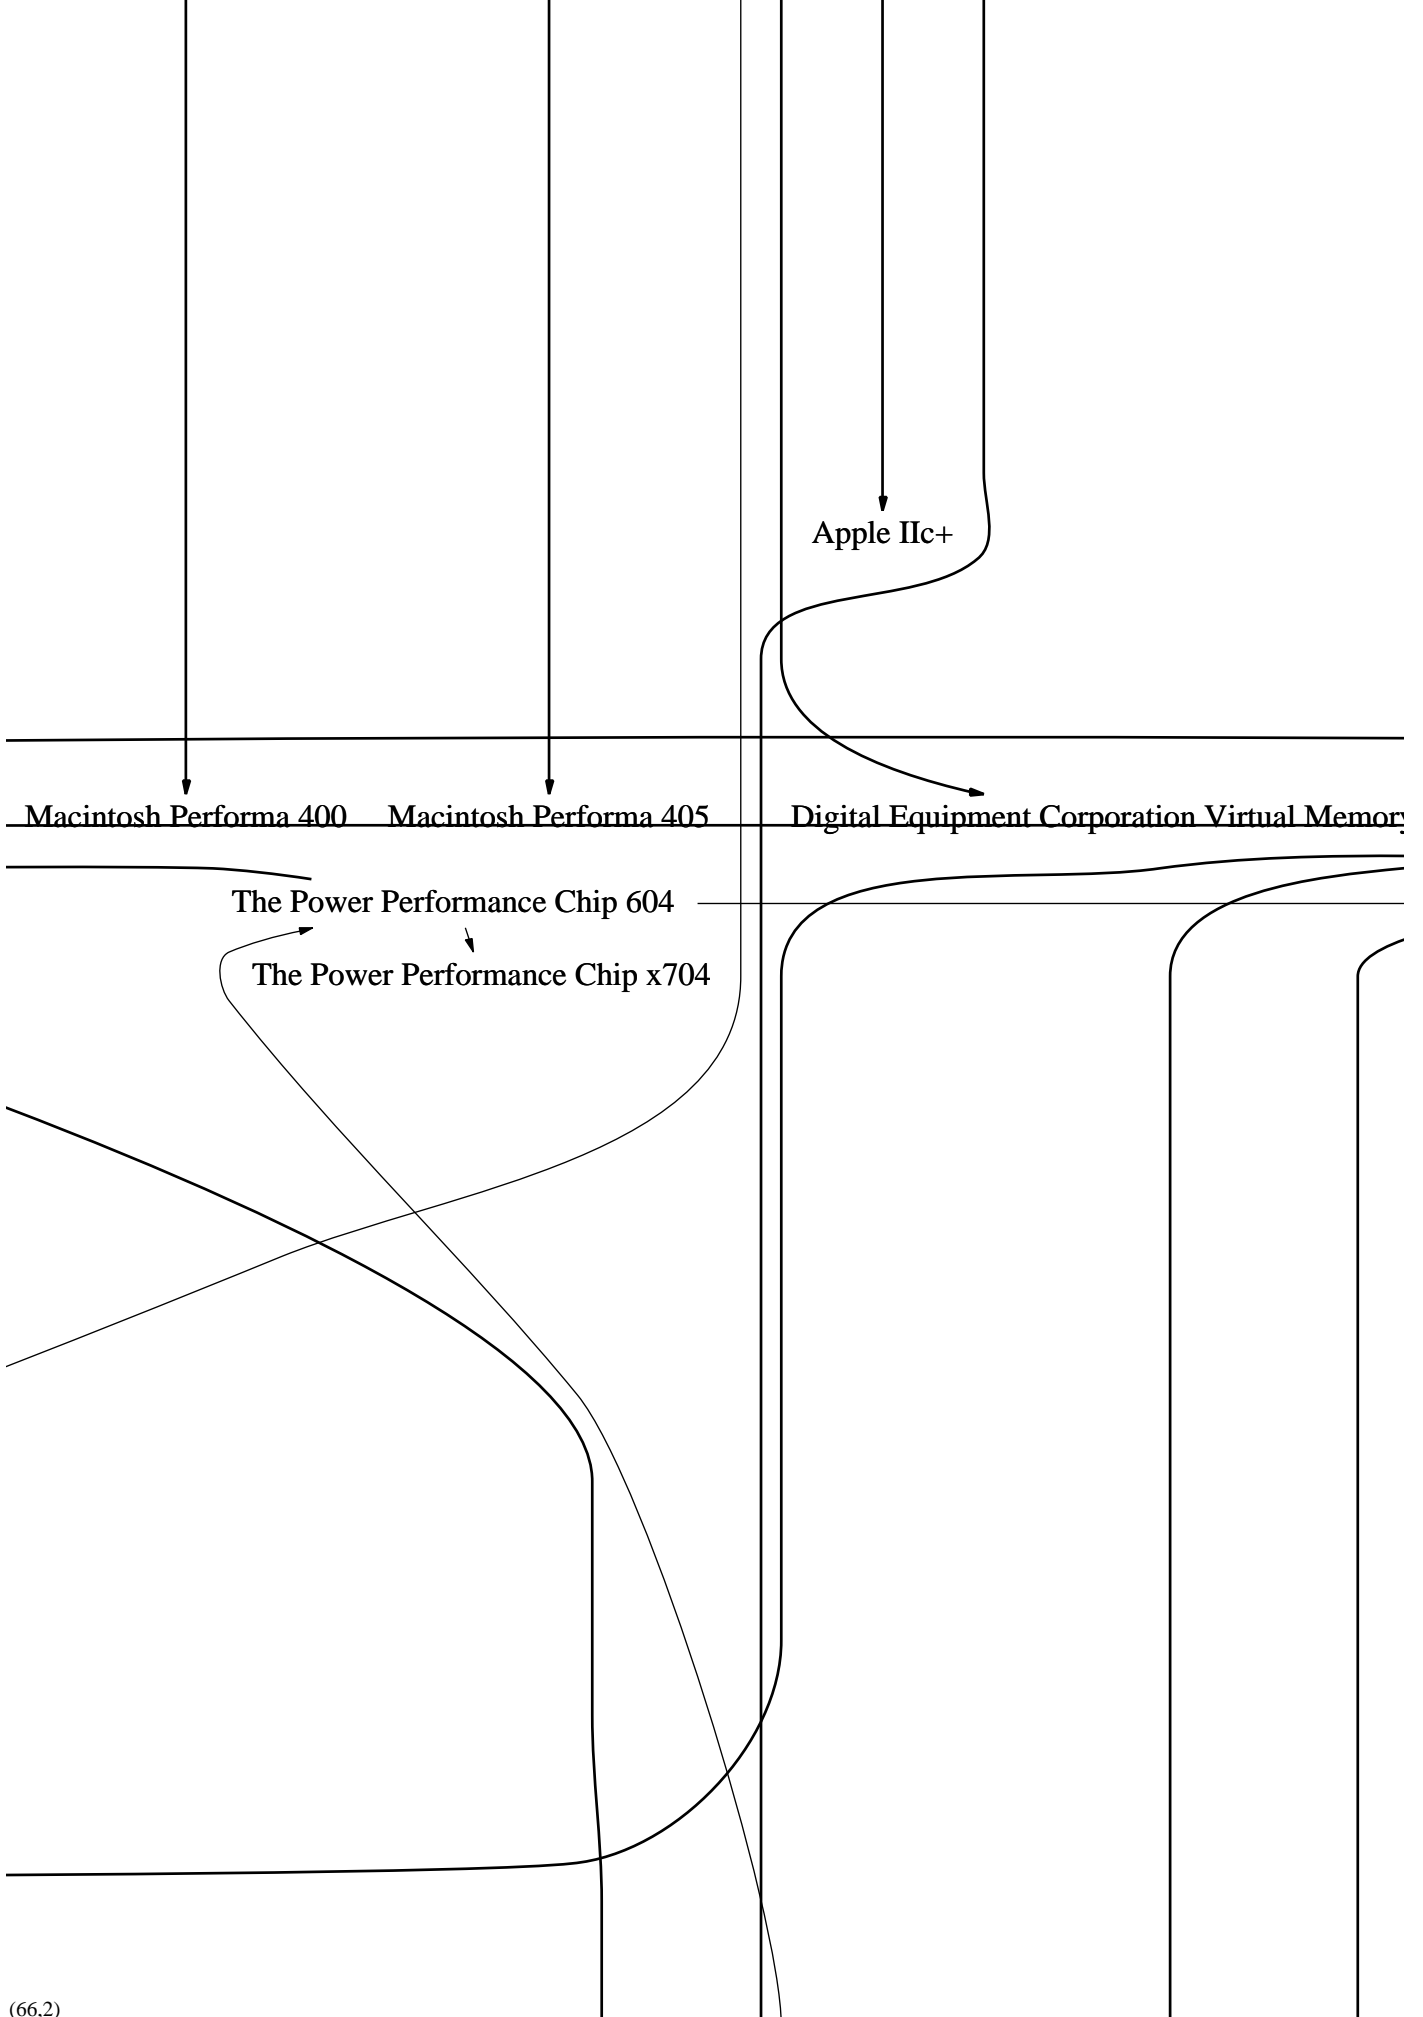 Apple IIc+
Macintosh Performa 400
Macintosh Performa 405
Digital Equipment Corporation Virtual Memory
The Power Performance Chip 604
The Power Performance Chip x704
(66,2)